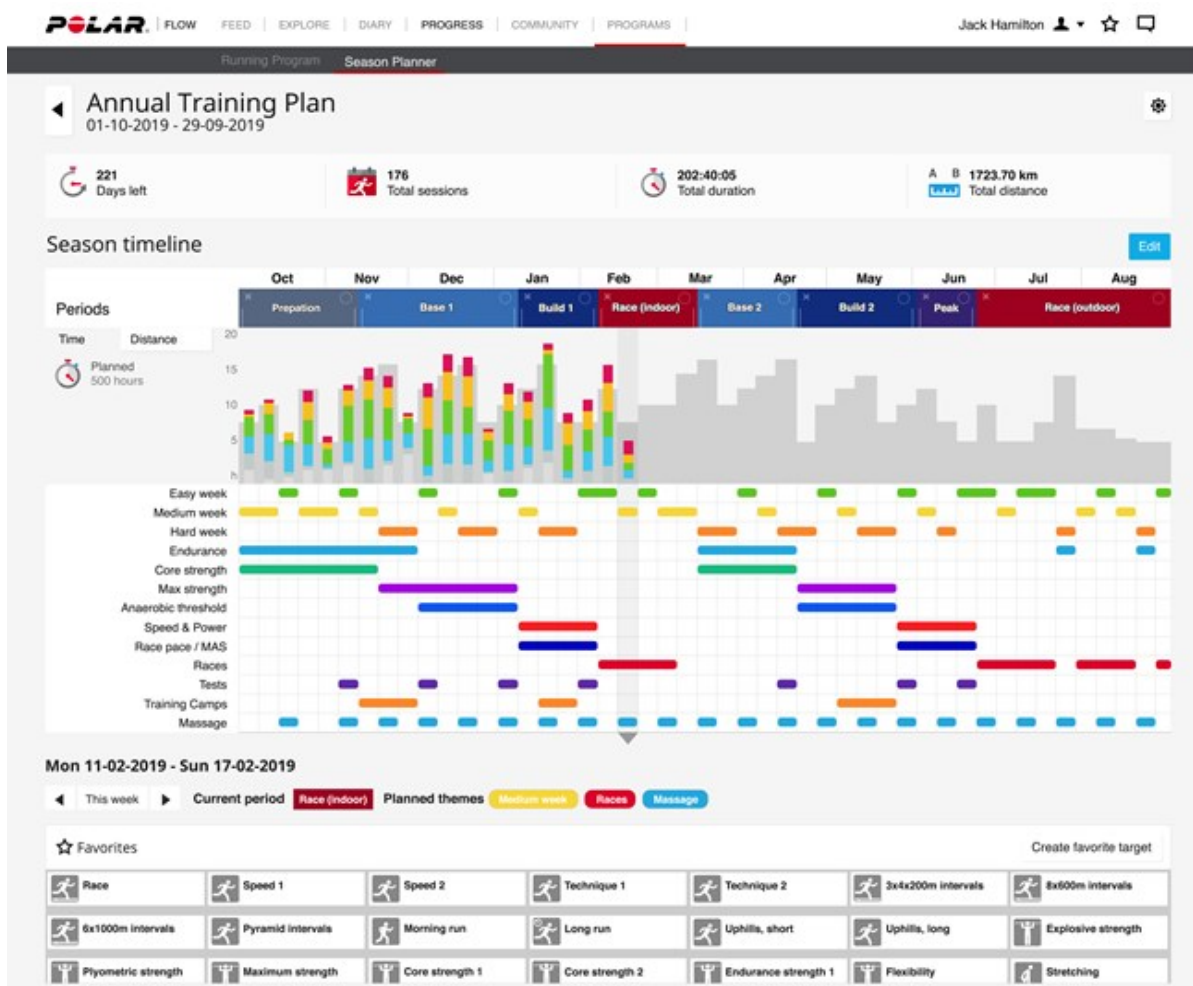 POLAR. | FLOW FEED | EXPLORE | DIARY | PROGRESS | COMMUNITY | PROGRAMS | Jack Hamilton
Running Program Season Planner
Annual Training Plan
01-10-2019 - 29-09-2019
221 176 202:40:05 A B 1723.70 km
Days left Total sessions Total duration Total distance
Season timeline Edit
Oct Nov Dec Jan Feb Mar Apr May Jun Jul Aug
Periods Prepation Base 1 Build 1 Race (indoor) Base 2 Build 2 Peak Race (outdoor)
Time Distance 20
Planned
500 hours
15
10
5
h
Easy week
Medium week
Hard week
Endurance
Core strength
Max strength
Anaerobic threshold
Speed & Power
Race pace / MAS
Races
Tests
Training Camps
Massage
Mon 11-02-2019 - Sun 17-02-2019
This week Current period Race (indoor) Planned themes Medium week Races Massage
Favorites Create favorite target
Race Speed 1 Speed 2 Technique 1 Technique 2 3x4x200m intervals 8x600m intervals
6x1000m intervals Pyramid intervals Morning run Long run Uphills, short Uphills, long Explosive strength
Plyometric strength Maximum strength Core strength 1 Core strength 2 Endurance strength 1 Flexibility Stretching